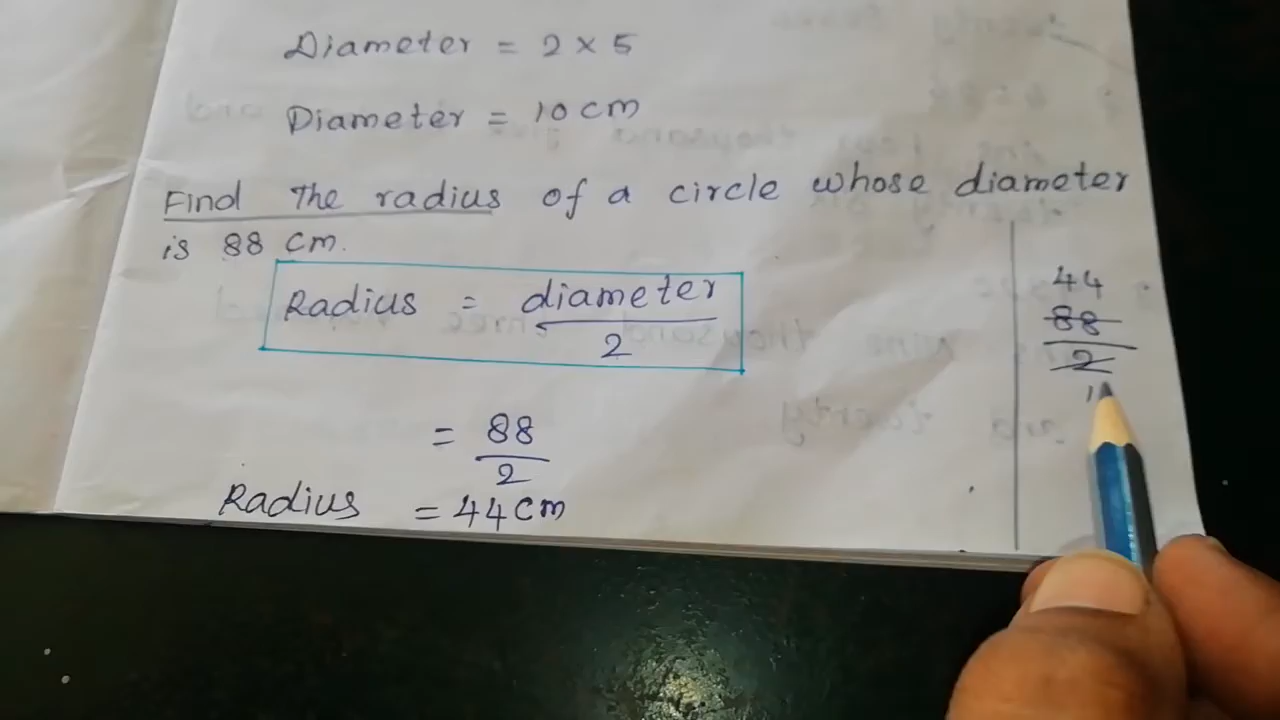 Diameter = 2 × 5
Diameter = 10 cm
Find the radius of a circle whose diameter
is 88 cm.
Radius = diameter
2
= 88
2
Radius = 44 cm
44
88
2
1